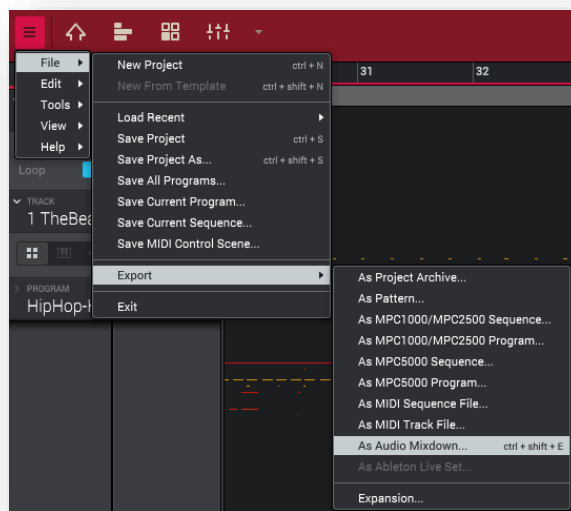 File
Edit
Tools
View
Help
New Project ctrl + N
New From Template ctrl + shift + N
Load Recent
Save Project ctrl + S
Save Project As... ctrl + shift + S
Save All Programs...
Save Current Program...
Save Current Sequence...
Save MIDI Control Scene...
Export
Exit
31 32
Loop
TRACK
1 TheBea
PROGRAM
HipHop-
As Project Archive...
As Pattern...
As MPC1000/MPC2500 Sequence...
As MPC1000/MPC2500 Program...
As MPC5000 Sequence...
As MPC5000 Program...
As MIDI Sequence File...
As MIDI Track File...
As Audio Mixdown... ctrl + shift + E
As Ableton Live Set...
Expansion...